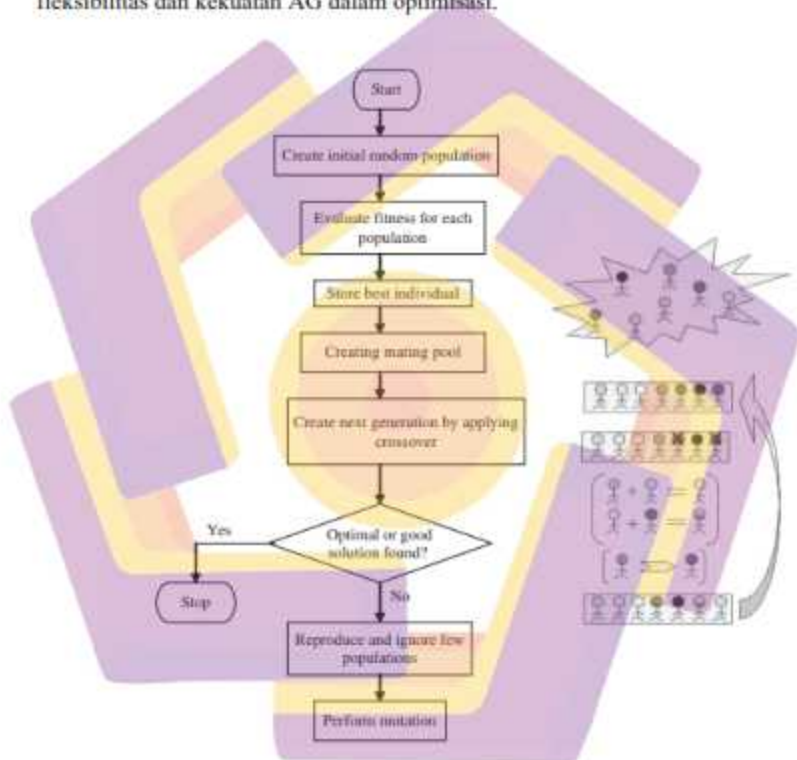 fleksibilitas dan kekuatan AG dalam optimisasi.
Start
Create initial random population
Evaluate fitness for each
population
Store best individual
Creating mating pool
Create next generation by applying
crossover
Optimal or good
solution found?
Yes
Stop
No
Reproduce and ignore few
populations
Perform mutation